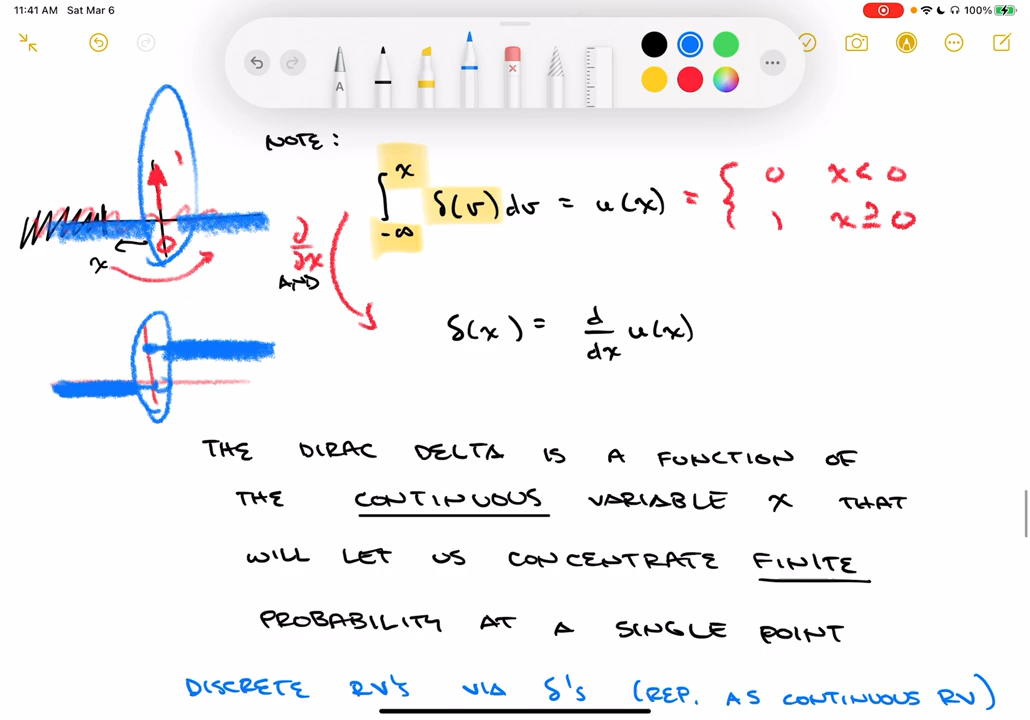 11:41 AM Sat Mar 6
100%
A
NOTE:
∫_{-∞}^{x} δ(v) dv = u(x) = { 0 x < 0
1 x ≥ 0
∂/∂x
AND
δ(x) = d/dx u(x)
1
0
x
THE DIRAC DELTA IS A FUNCTION OF
THE CONTINUOUS VARIABLE x THAT
WILL LET US CONCENTRATE FINITE
PROBABILITY AT A SINGLE POINT
DISCRETE RV'S VIA δ'S (REP. AS CONTINUOUS RV)